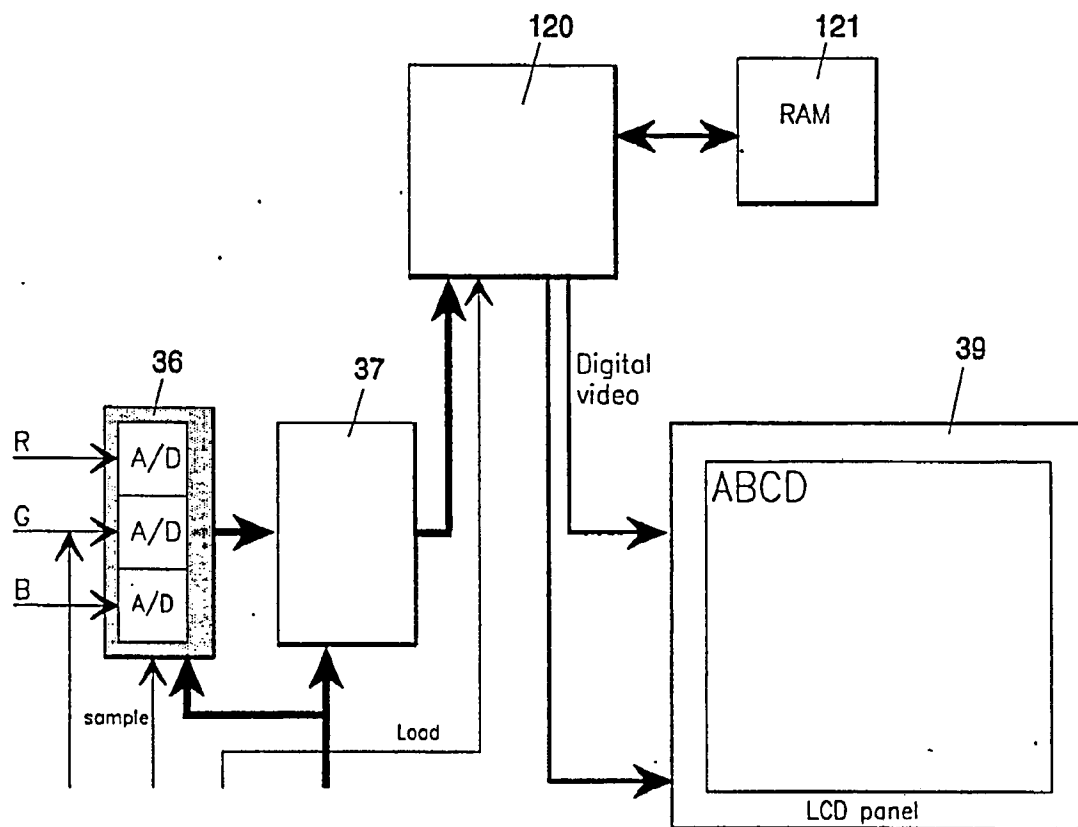 120
121
RAM
36
37
Digital
video
39
R
A/D
ABCD
G
A/D
B
A/D
sample
Load
LCD panel